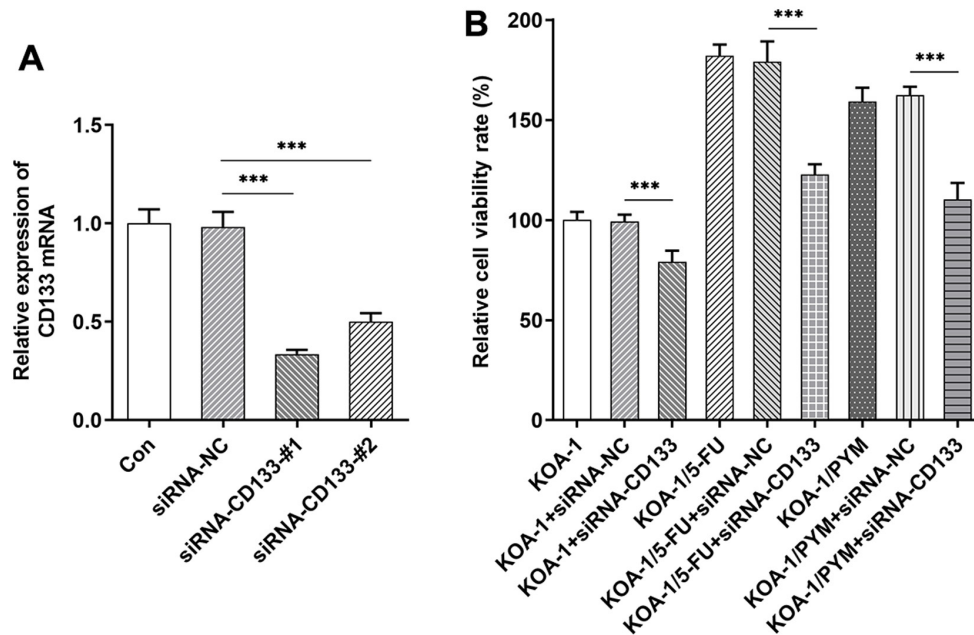 A
Relative expression of
CD133 mRNA
1.5
1.0
0.5
0.0
***
***
Con
siRNA-NC
siRNA-CD133-#1
siRNA-CD133-#2
B
Relative cell viability rate (%)
200
150
100
50
0
***
***
***
KOA-1
KOA-1+siRNA-NC
KOA-1+siRNA-CD133
KOA-1/5-FU
KOA-1/5-FU+siRNA-NC
KOA-1/5-FU+siRNA-CD133
KOA-1/PYM
KOA-1/PYM+siRNA-NC
KOA-1/PYM+siRNA-CD133